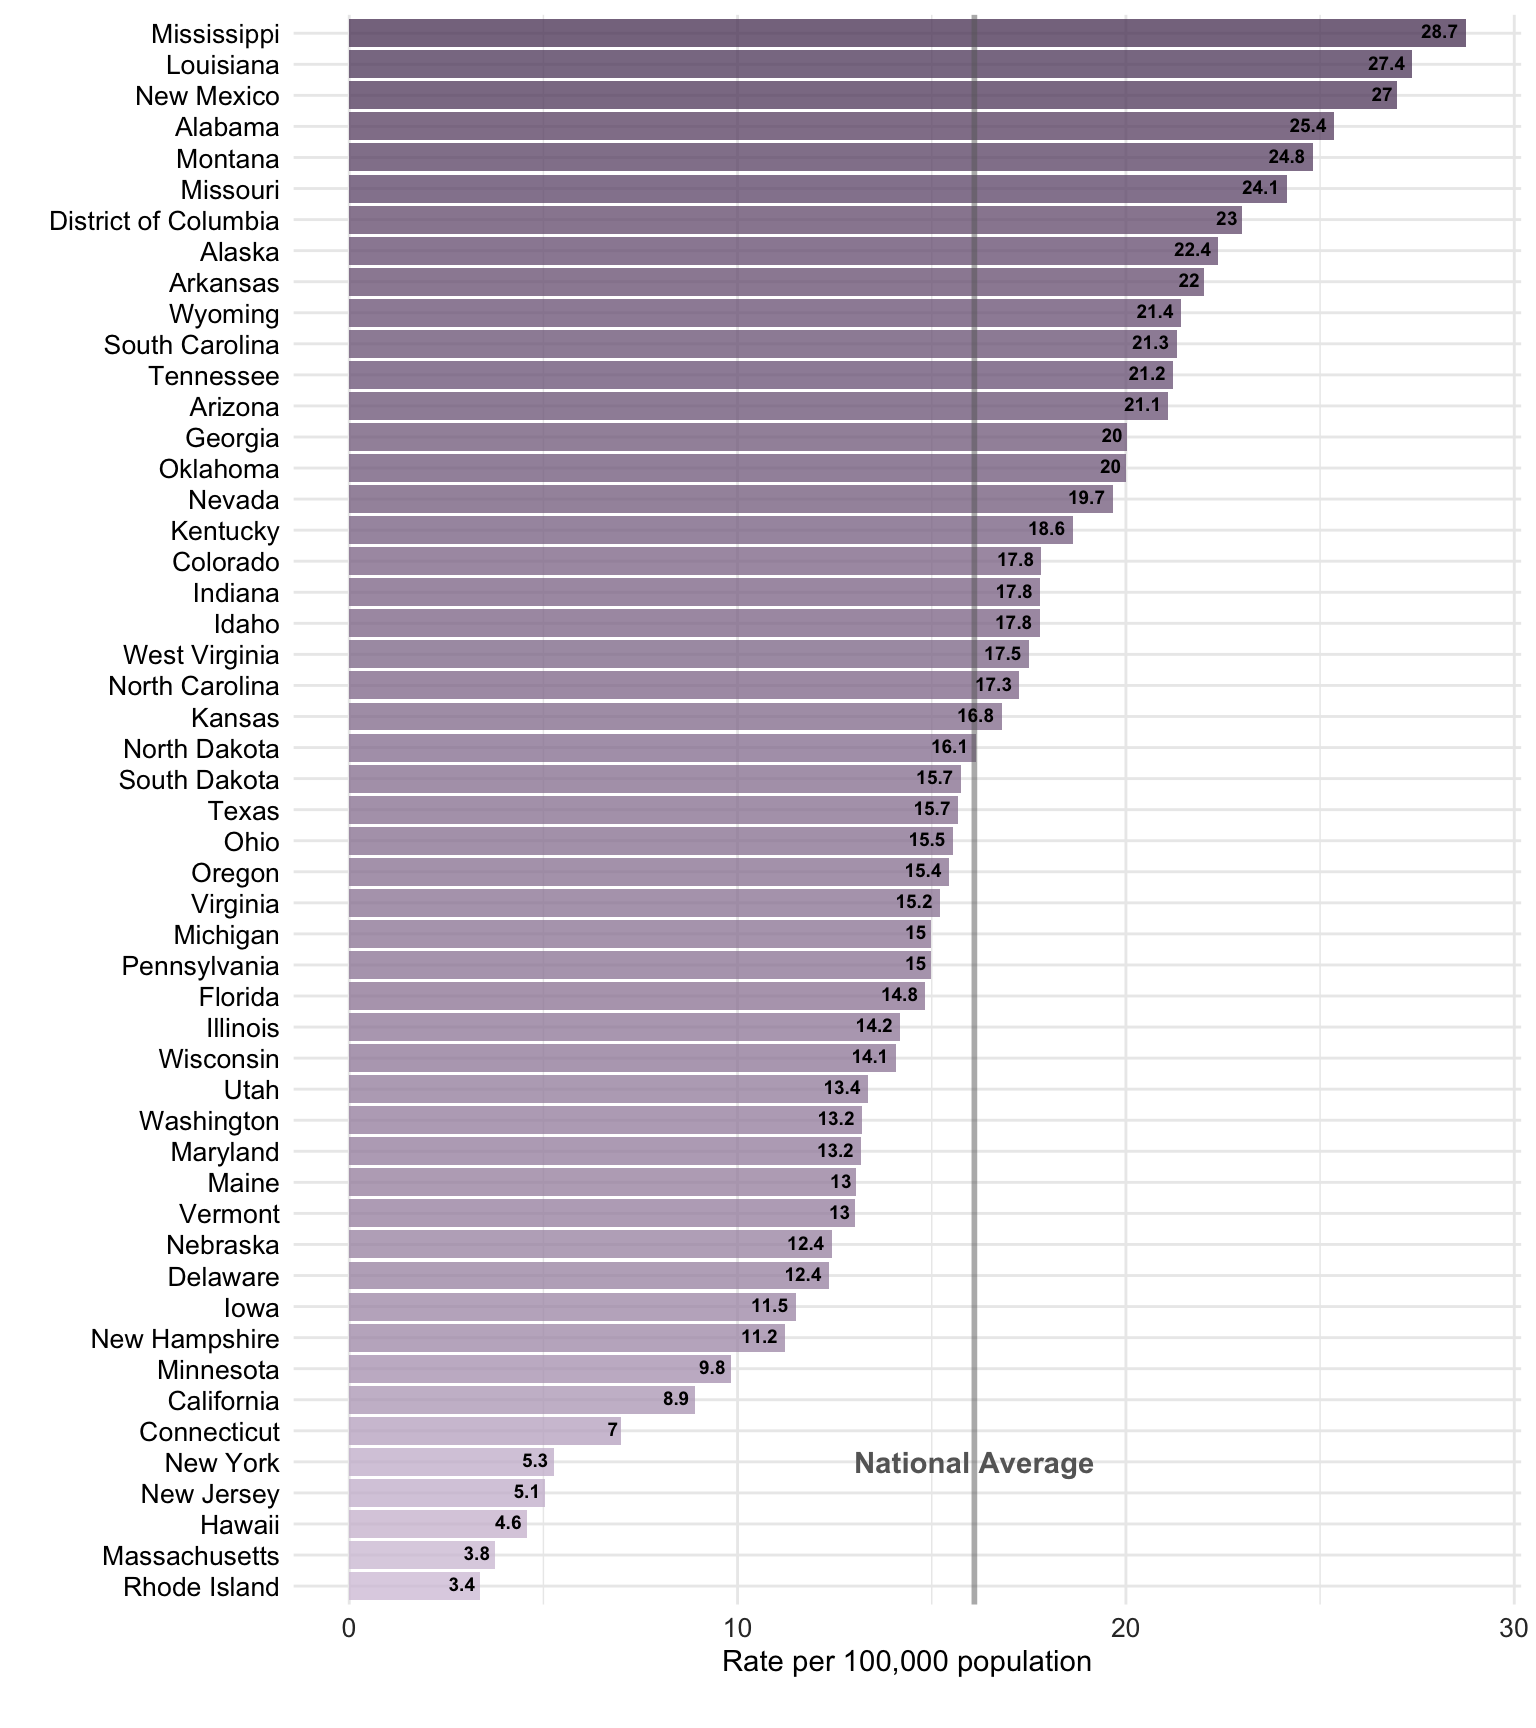 Mississippi 28.7
Louisiana 27.4
New Mexico 27
Alabama 25.4
Montana 24.8
Missouri 24.1
District of Columbia 23
Alaska 22.4
Arkansas 22
Wyoming 21.4
South Carolina 21.3
Tennessee 21.2
Arizona 21.1
Georgia 20
Oklahoma 20
Nevada 19.7
Kentucky 18.6
Colorado 17.8
Indiana 17.8
Idaho 17.8
West Virginia 17.5
North Carolina 17.3
Kansas 16.8
North Dakota 16.1
South Dakota 15.7
Texas 15.7
Ohio 15.5
Oregon 15.4
Virginia 15.2
Michigan 15
Pennsylvania 15
Florida 14.8
Illinois 14.2
Wisconsin 14.1
Utah 13.4
Washington 13.2
Maryland 13.2
Maine 13
Vermont 13
Nebraska 12.4
Delaware 12.4
Iowa 11.5
New Hampshire 11.2
Minnesota 9.8
California 8.9
Connecticut 7
New York 5.3 National Average
New Jersey 5.1
Hawaii 4.6
Massachusetts 3.8
Rhode Island 3.4
0 10 20 30
Rate per 100,000 population